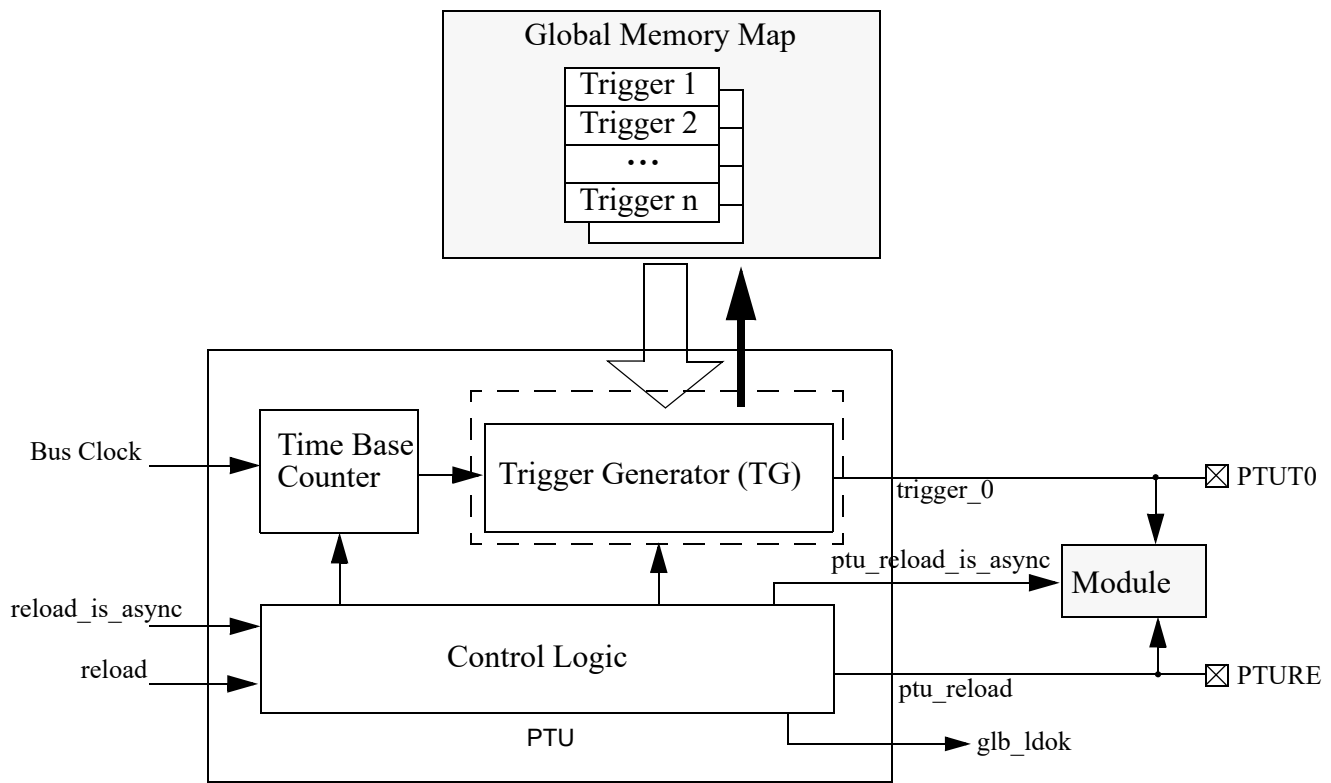 Global Memory Map
Trigger 1
Trigger 2
...
Trigger n
Bus Clock
Time Base
Counter
Trigger Generator (TG)
trigger_0
PTUT0
ptu_reload_is_async
Module
reload_is_async
reload
Control Logic
ptu_reload
PTURE
PTU
glb_ldok